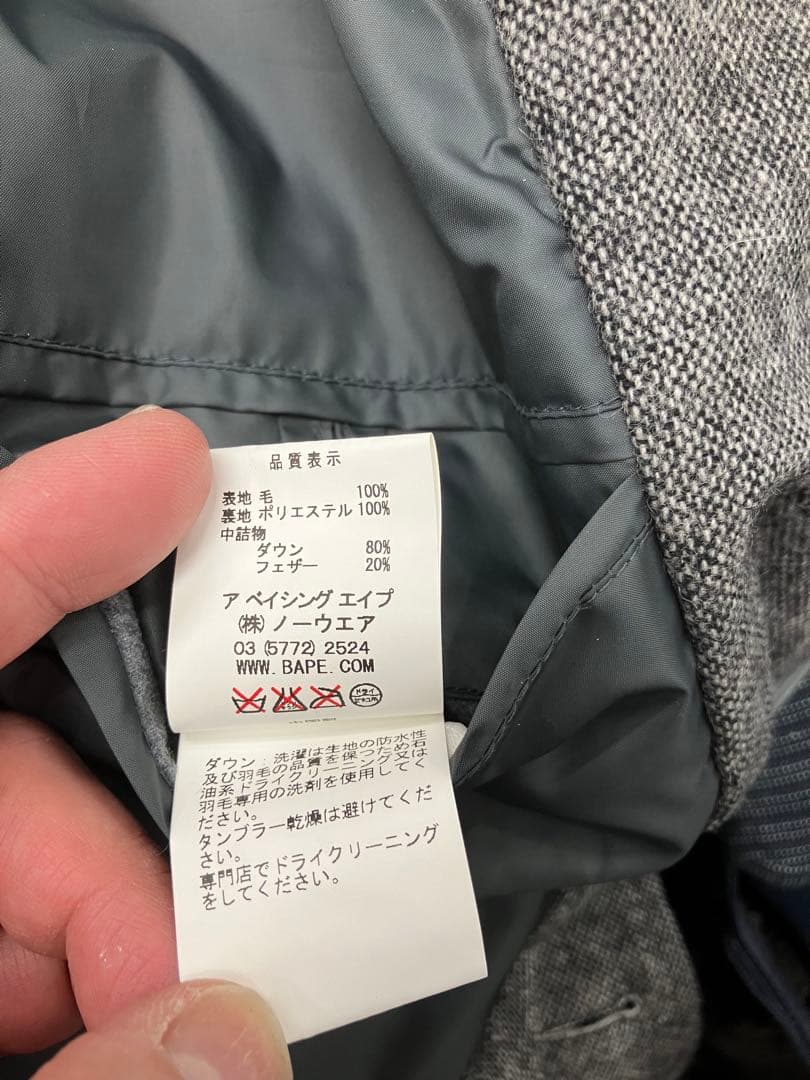 品質表示
表地 毛 100%
裏地 ポリエステル 100%
中詰物
ダウン 80%
フェザー 20%
ア ベイシング エイプ
(株) ノーウエア
03 (5772) 2524
WWW.BAPE.COM
ドライ
ダウン:洗濯は生地の防水性
及び羽毛の品質を保つため石
油系ドライクリーニング又は
羽毛専用の洗剤を使用してく
ださい。
タンブラー乾燥は避けてくだ
さい。
専門店でドライクリーニング
をしてください。